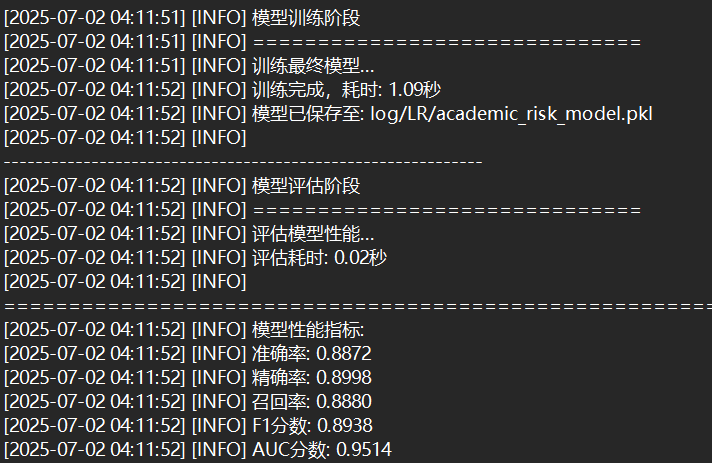 [2025-07-02 04:11:51] [INFO] 模型训练阶段
[2025-07-02 04:11:51] [INFO] ==============================
[2025-07-02 04:11:51] [INFO] 训练最终模型...
[2025-07-02 04:11:52] [INFO] 训练完成，耗时: 1.09秒
[2025-07-02 04:11:52] [INFO] 模型已保存至: log/LR/academic_risk_model.pkl
[2025-07-02 04:11:52] [INFO]
------------------------------------------------------------
[2025-07-02 04:11:52] [INFO] 模型评估阶段
[2025-07-02 04:11:52] [INFO] ==============================
[2025-07-02 04:11:52] [INFO] 评估模型性能...
[2025-07-02 04:11:52] [INFO] 评估耗时: 0.02秒
[2025-07-02 04:11:52] [INFO]
=======================================================
[2025-07-02 04:11:52] [INFO] 模型性能指标:
[2025-07-02 04:11:52] [INFO] 准确率: 0.8872
[2025-07-02 04:11:52] [INFO] 精确率: 0.8998
[2025-07-02 04:11:52] [INFO] 召回率: 0.8880
[2025-07-02 04:11:52] [INFO] F1分数: 0.8938
[2025-07-02 04:11:52] [INFO] AUC分数: 0.9514